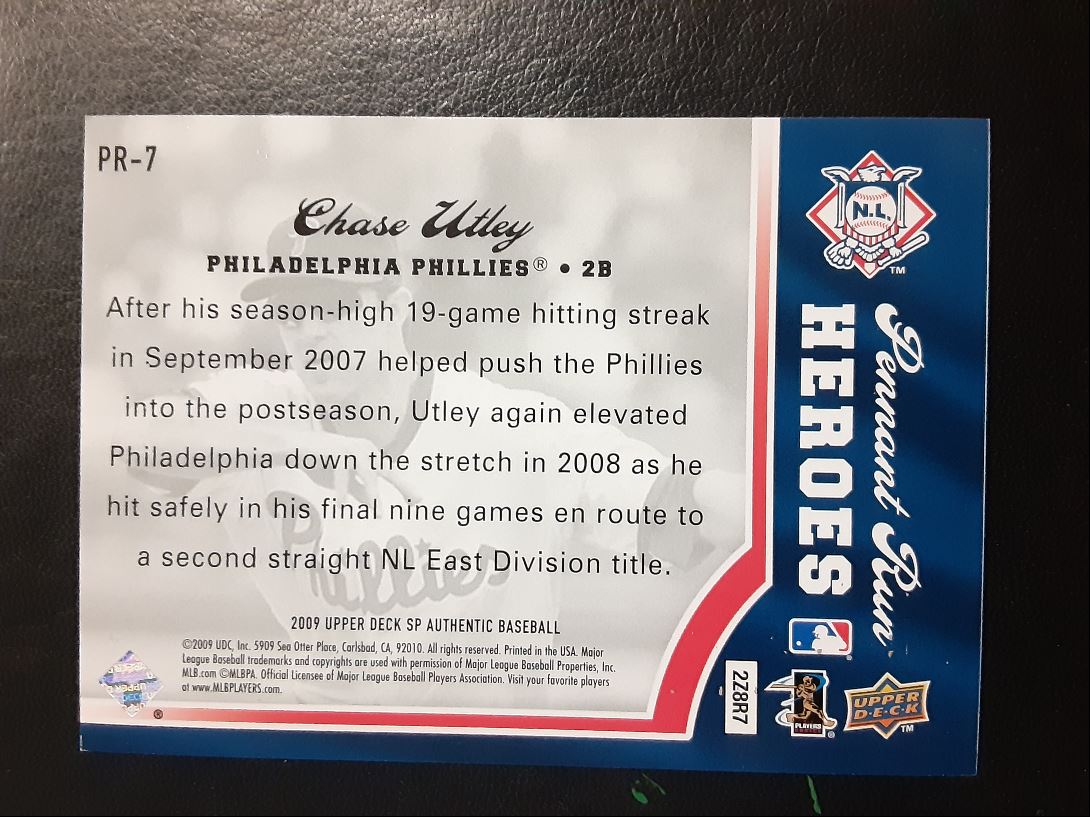 PR-7
Chase Utley
PHILADELPHIA PHILLIES® • 2B
After his season-high 19-game hitting streak
in September 2007 helped push the Phillies
into the postseason, Utley again elevated
Philadelphia down the stretch in 2008 as he
hit safely in his final nine games en route to
a second straight NL East Division title.
2009 UPPER DECK SP AUTHENTIC BASEBALL
©2009 UDC, Inc. 5909 Sea Otter Place, Carlsbad, CA, 92010. All rights reserved. Printed in the USA. Major
League Baseball trademarks and copyrights are used with permission of Major League Baseball Properties, Inc.
MLB.com ©MLBPA. Official Licensee of Major League Baseball Players Association. Visit your favorite players
at www.MLBPLAYERS.com.
®
N.L.
TM
Pennant Run
HEROES
2Z8R7
PLAYERS
CHOICE
®
UPPER
D·E·C·K
TM
Phillies